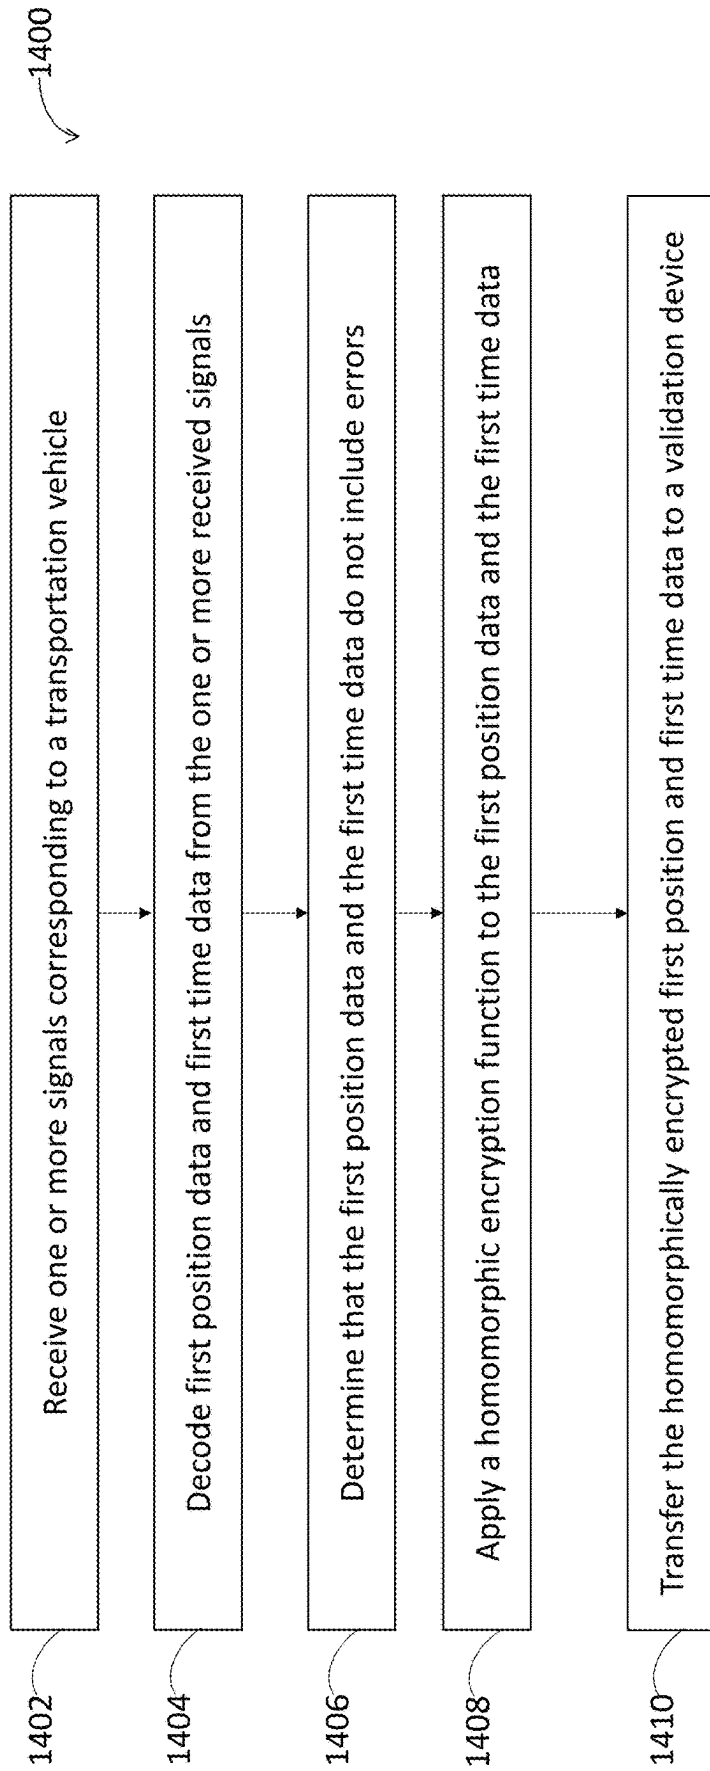 1400
1402
Receive one or more signals corresponding to a transportation vehicle
1404
Decode first position data and first time data from the one or more received signals
1406
Determine that the first position data and the first time data do not include errors
1408
Apply a homomorphic encryption function to the first position data and the first time data
1410
Transfer the homomorphically encrypted first position and first time data to a validation device